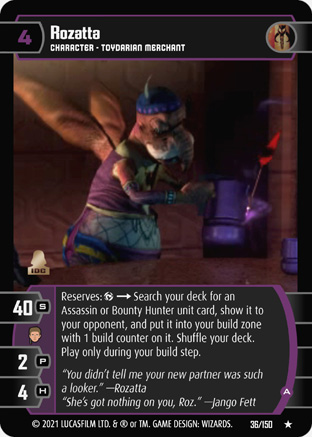 4
Rozatta
CHARACTER - TOYDARIAN MERCHANT
IDC
40 S
2 P
4 H
Reserves: → Search your deck for an
Assassin or Bounty Hunter unit card, show it to
your opponent, and put it into your build zone
with 1 build counter on it. Shuffle your deck.
Play only during your build step.
“You didn't tell me your new partner was such
a looker.” —Rozatta
“She's got nothing on you, Roz.” —Jango Fett
A
© 2021 LUCASFILM LTD. & ® or TM. GAME DESIGN: WIZARDS.
36/150 ★